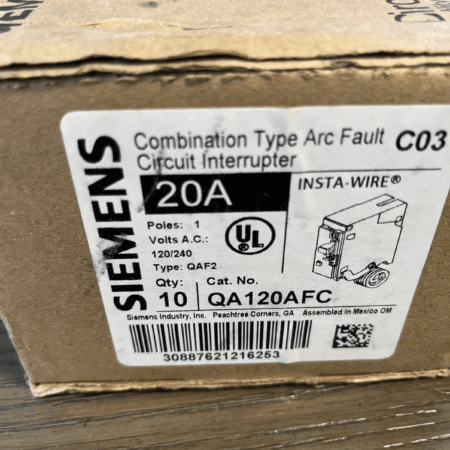 SIEMENS
Combination Type Arc Fault
Circuit Interrupter
C03
20A
INSTA-WIRE®
Poles: 1
Volts A.C.:
120/240
Type: QAF2
UL
Qty:
10
Cat. No.
QA120AFC
Siemens Industry, Inc. Peachtree Corners, GA Assembled in Mexico OM
30887621216253
SIEMENS